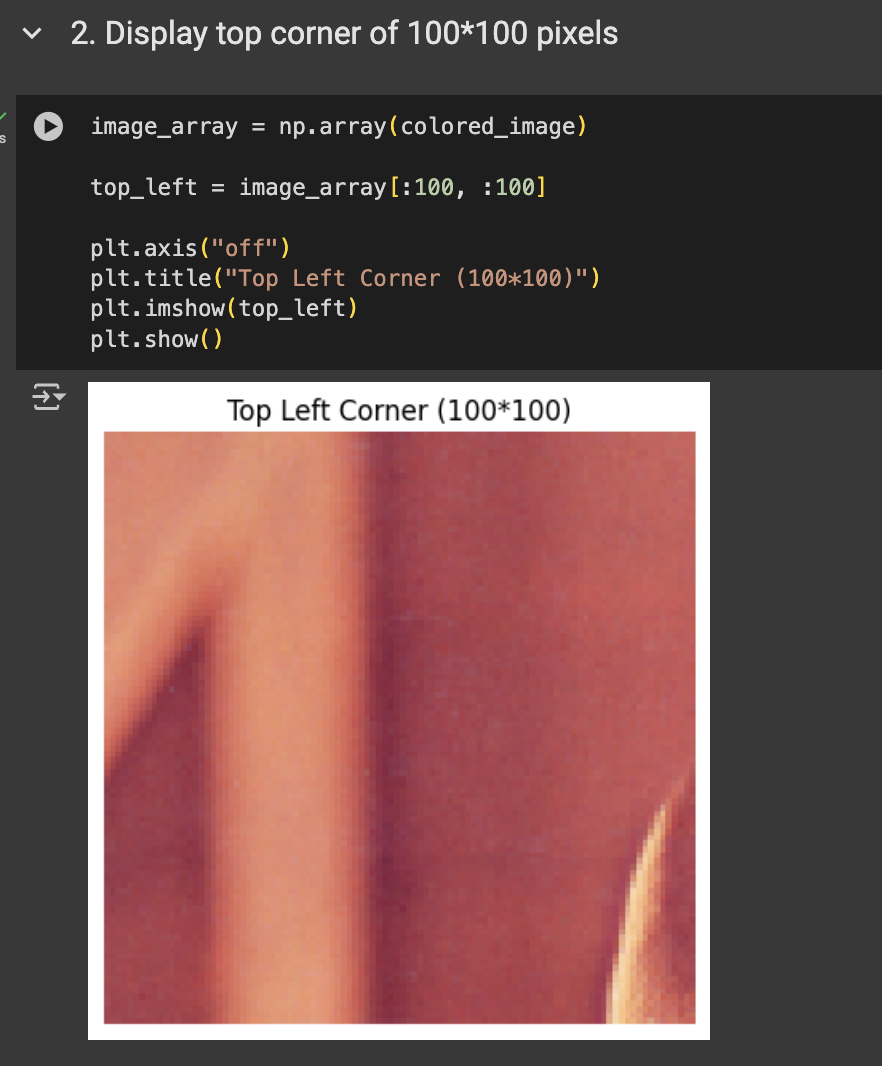 2. Display top corner of 100*100 pixels
s
image_array = np.array(colored_image)
top_left = image_array[:100, :100]
plt.axis("off")
plt.title("Top Left Corner (100*100)")
plt.imshow(top_left)
plt.show()
Top Left Corner (100*100)